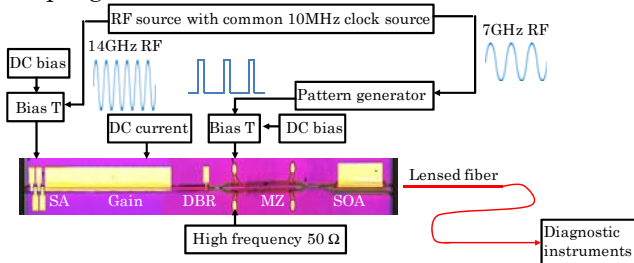 RF source with common 10MHz clock source
14GHz RF
7GHz RF
DC bias
Bias T
Pattern generator
DC current
Bias T
DC bias
SA
Gain
DBR
MZ
SOA
Lensed fiber
High frequency 50 Ω
Diagnostic
instruments